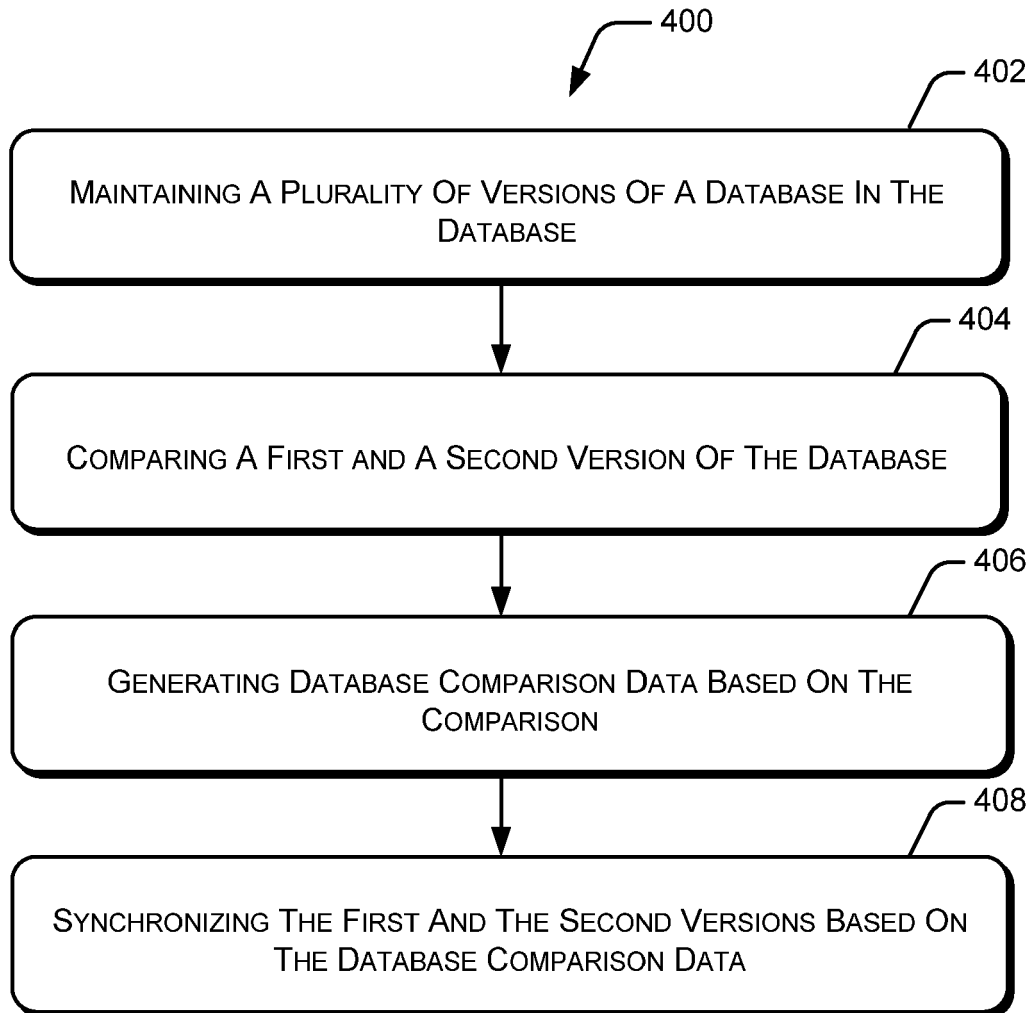 400
402
MAINTAINING A PLURALITY OF VERSIONS OF A DATABASE IN THE
DATABASE
404
COMPARING A FIRST AND A SECOND VERSION OF THE DATABASE
406
GENERATING DATABASE COMPARISON DATA BASED ON THE
COMPARISON
408
SYNCHRONIZING THE FIRST AND THE SECOND VERSIONS BASED ON
THE DATABASE COMPARISON DATA